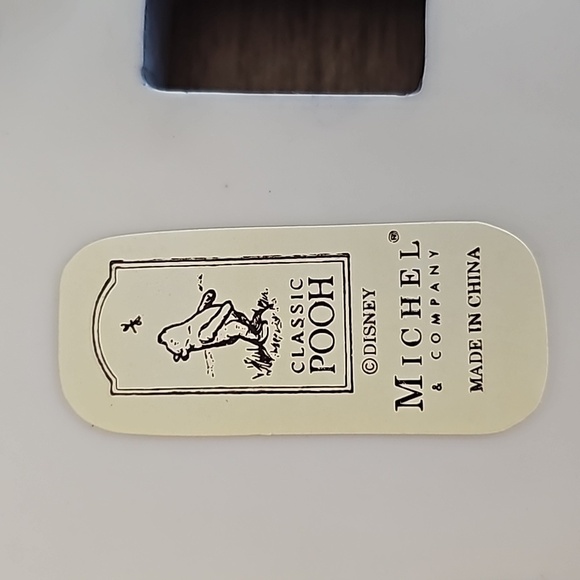 CLASSIC
POOH
©DISNEY
MICHEL®
& COMPANY
MADE IN CHINA